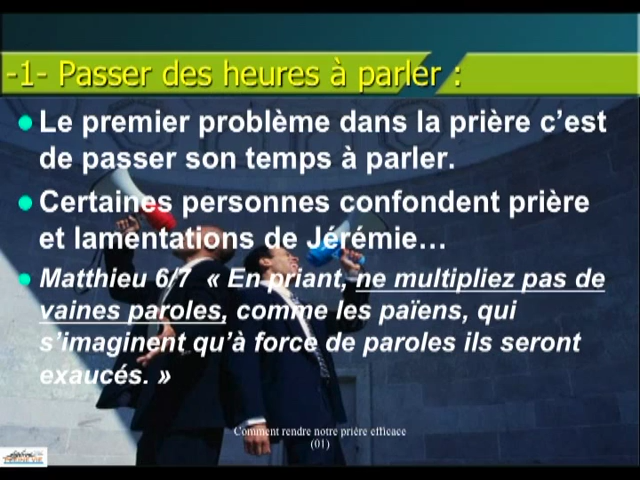 -1- Passer des heures à parler :
Le premier problème dans la prière c’est
de passer son temps à parler.
Certaines personnes confondent prière
et lamentations de Jérémie…
Matthieu 6/7 « En priant, ne multipliez pas de
vaines paroles, comme les païens, qui
s’imaginent qu’à force de paroles ils seront
exaucés. »
Comment rendre notre prière efficace
(01)